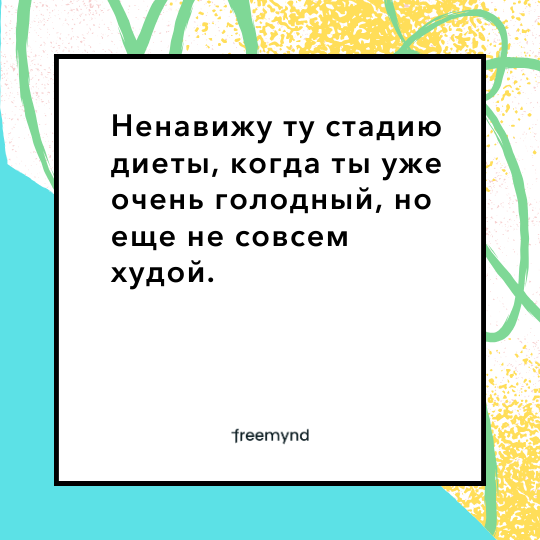 Ненавижу ту стадию
диеты, когда ты уже
очень голодный, но
еще не совсем
худой.
freemynd